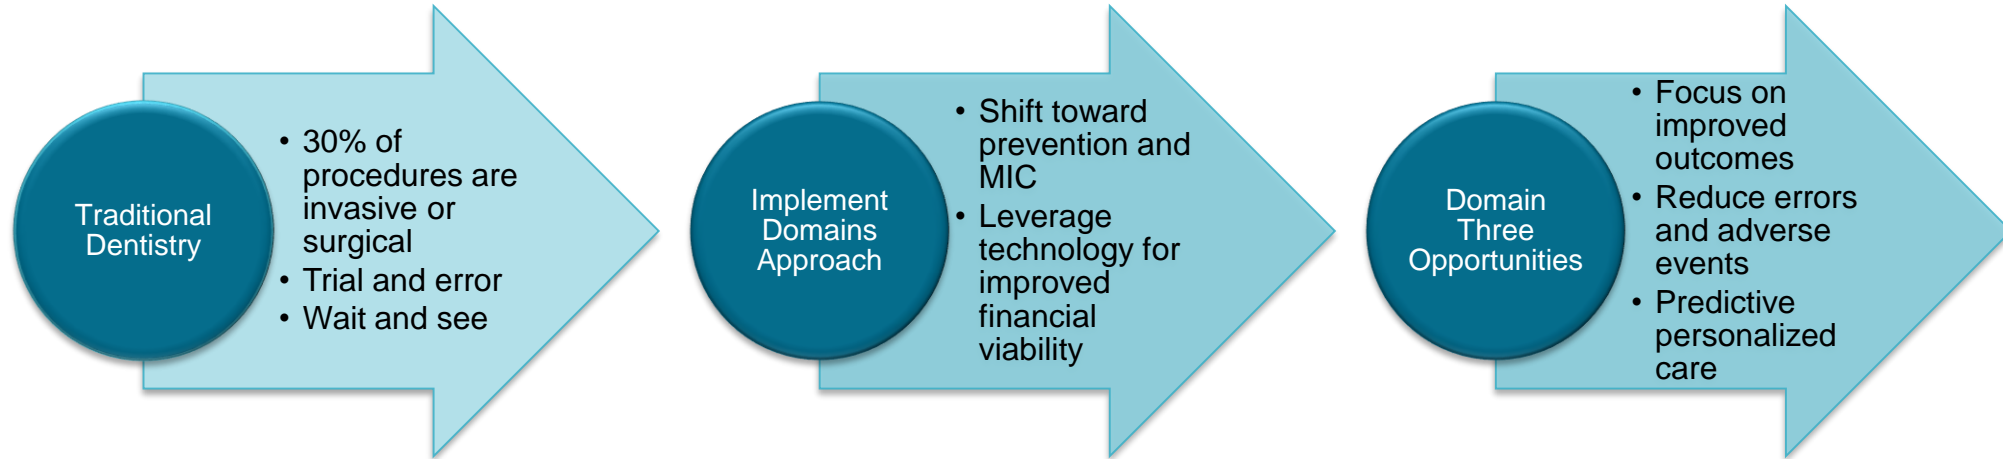 Traditional
Dentistry
• 30% of
procedures are
invasive or
surgical
• Trial and error
• Wait and see
Implement
Domains
Approach
• Shift toward
prevention and
MIC
• Leverage
technology for
improved
financial
viability
Domain
Three
Opportunities
• Focus on
improved
outcomes
• Reduce errors
and adverse
events
• Predictive
personalized
care